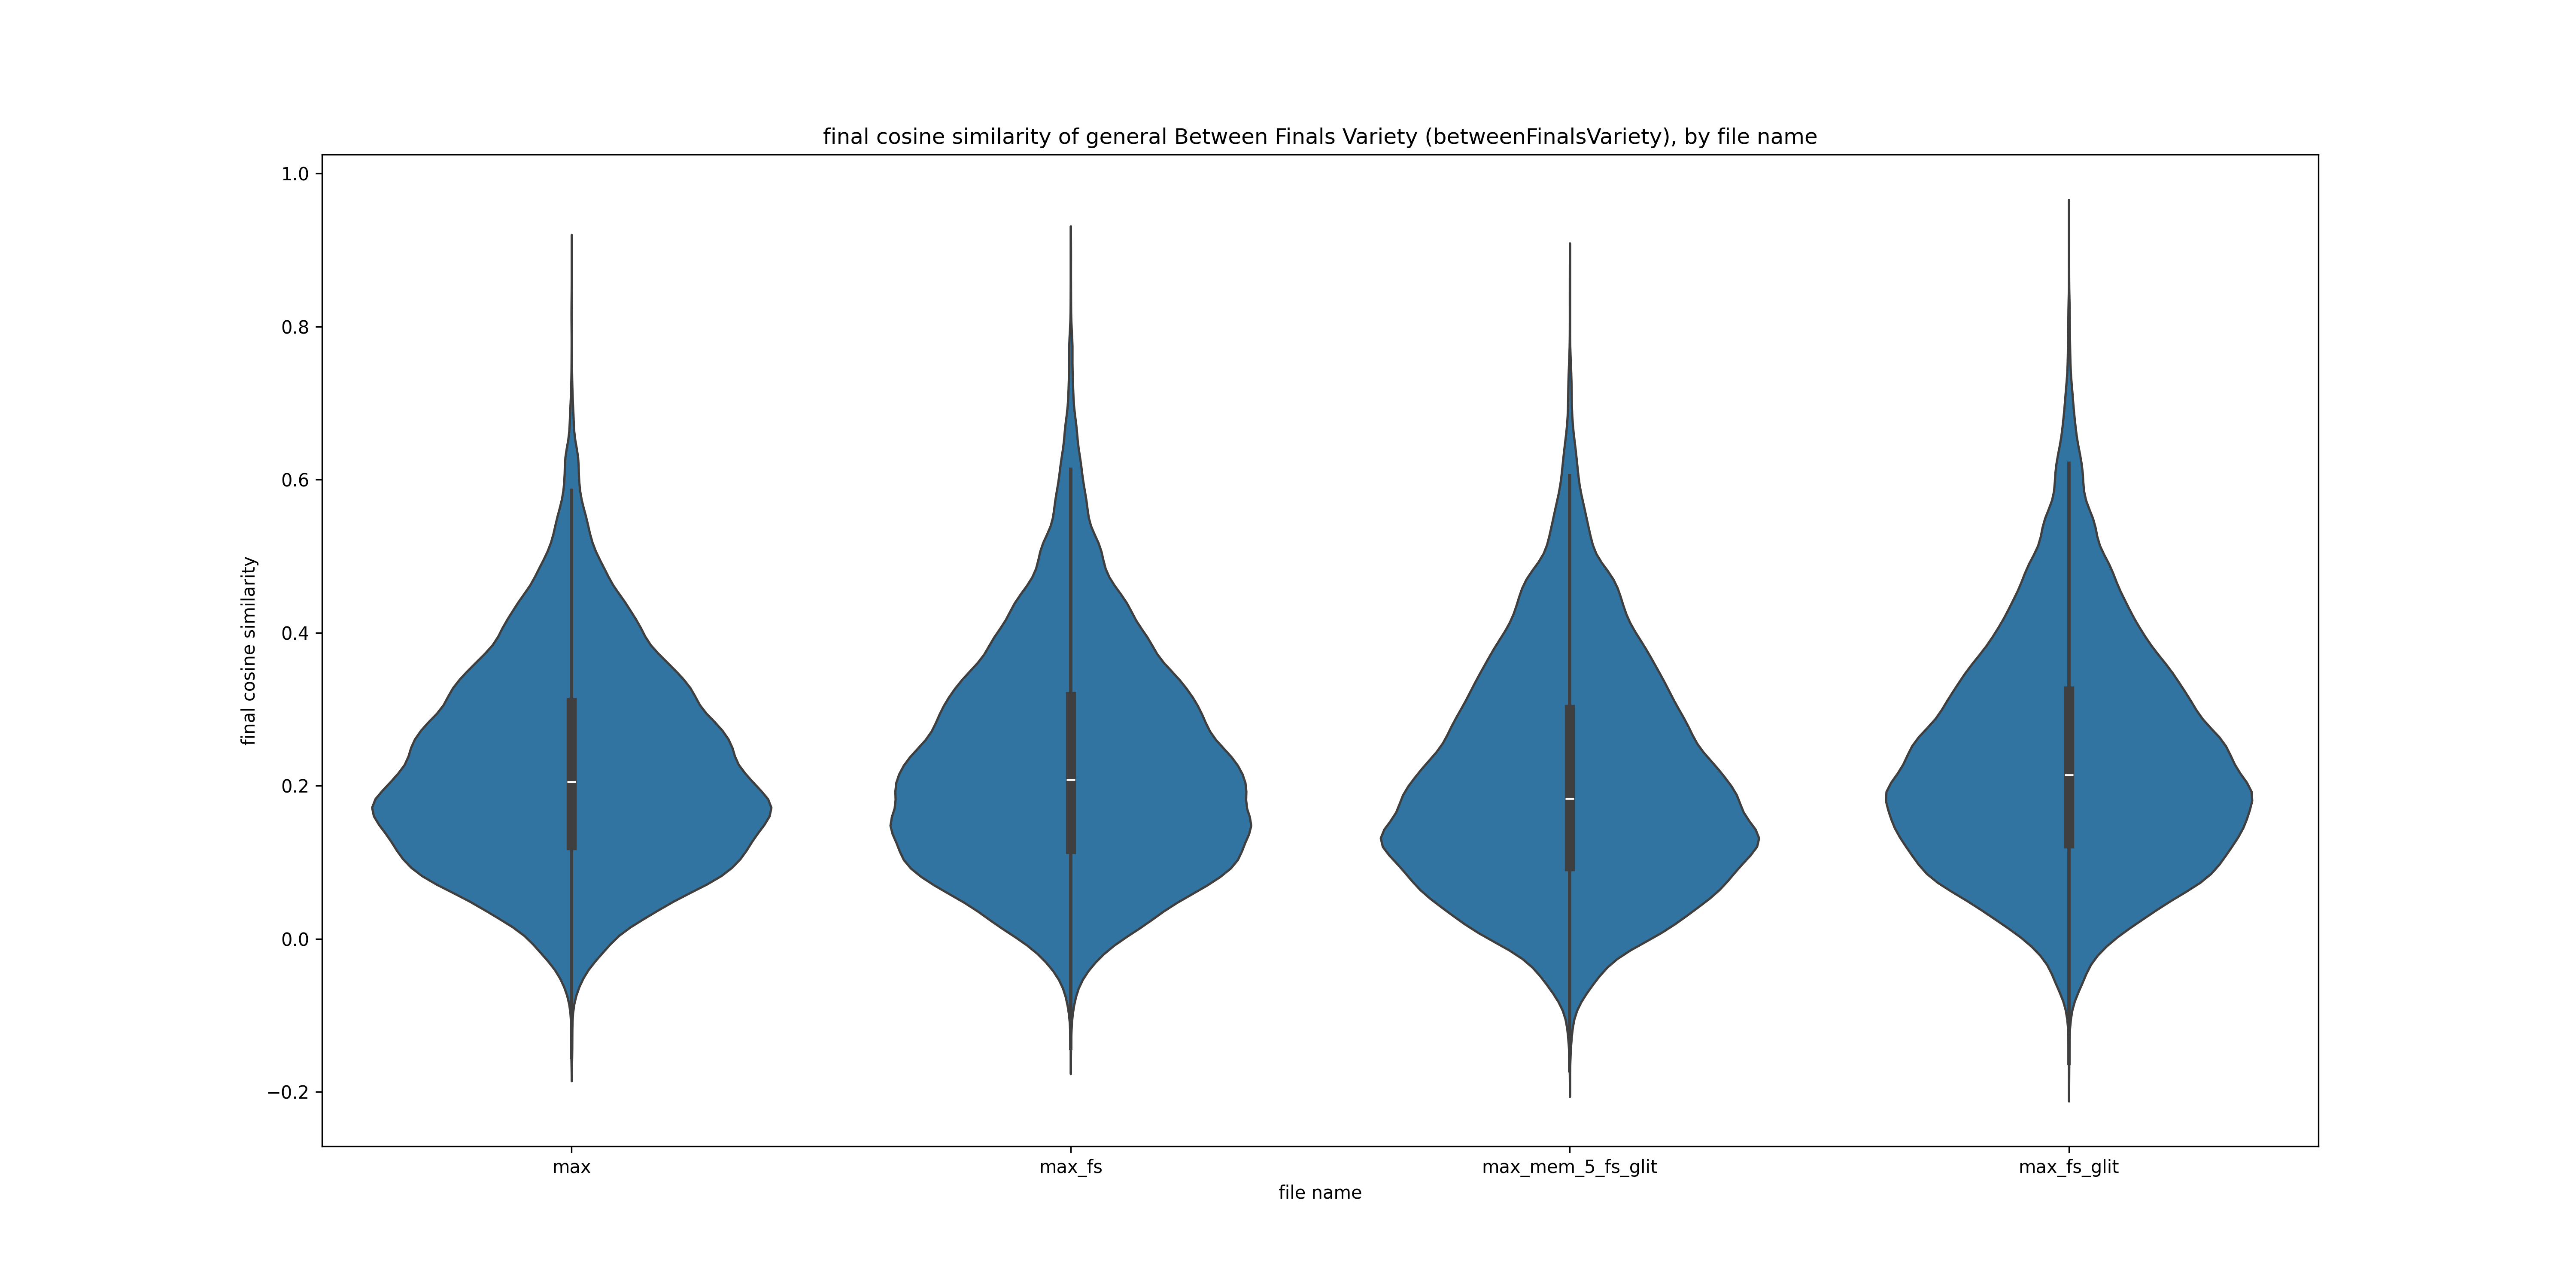 final cosine similarity of general Between Finals Variety (betweenFinalsVariety), by file name
1.0
0.8
0.6
0.4
0.2
0.0
−0.2
final cosine similarity
max
max_fs
max_mem_5_fs_glit
max_fs_glit
file name